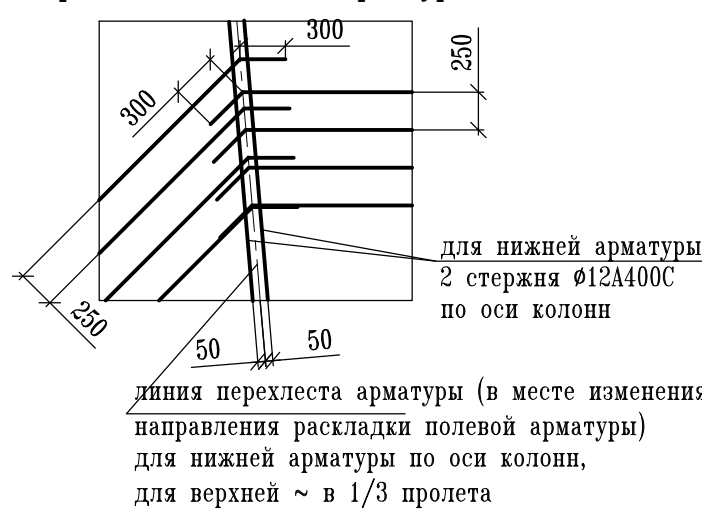 300
250
300
для нижней арматуры
2 стержня Ø12А400С
по оси колонн
250
50
50
линия перехлеста арматуры (в месте изменения
направления раскладки полевой арматуры)
для нижней арматуры по оси колонн,
для верхней ~ в 1/3 пролета